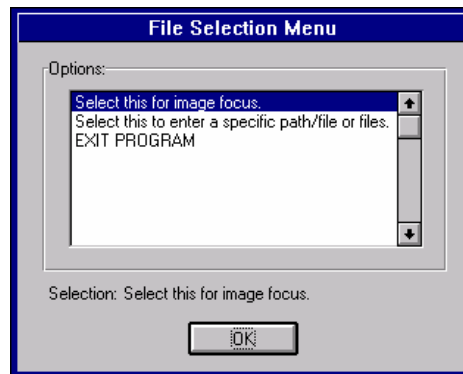 File Selection Menu
Options:
Select this for image focus.
Select this to enter a specific path/file or files.
EXIT PROGRAM
Selection: Select this for image focus.
OK